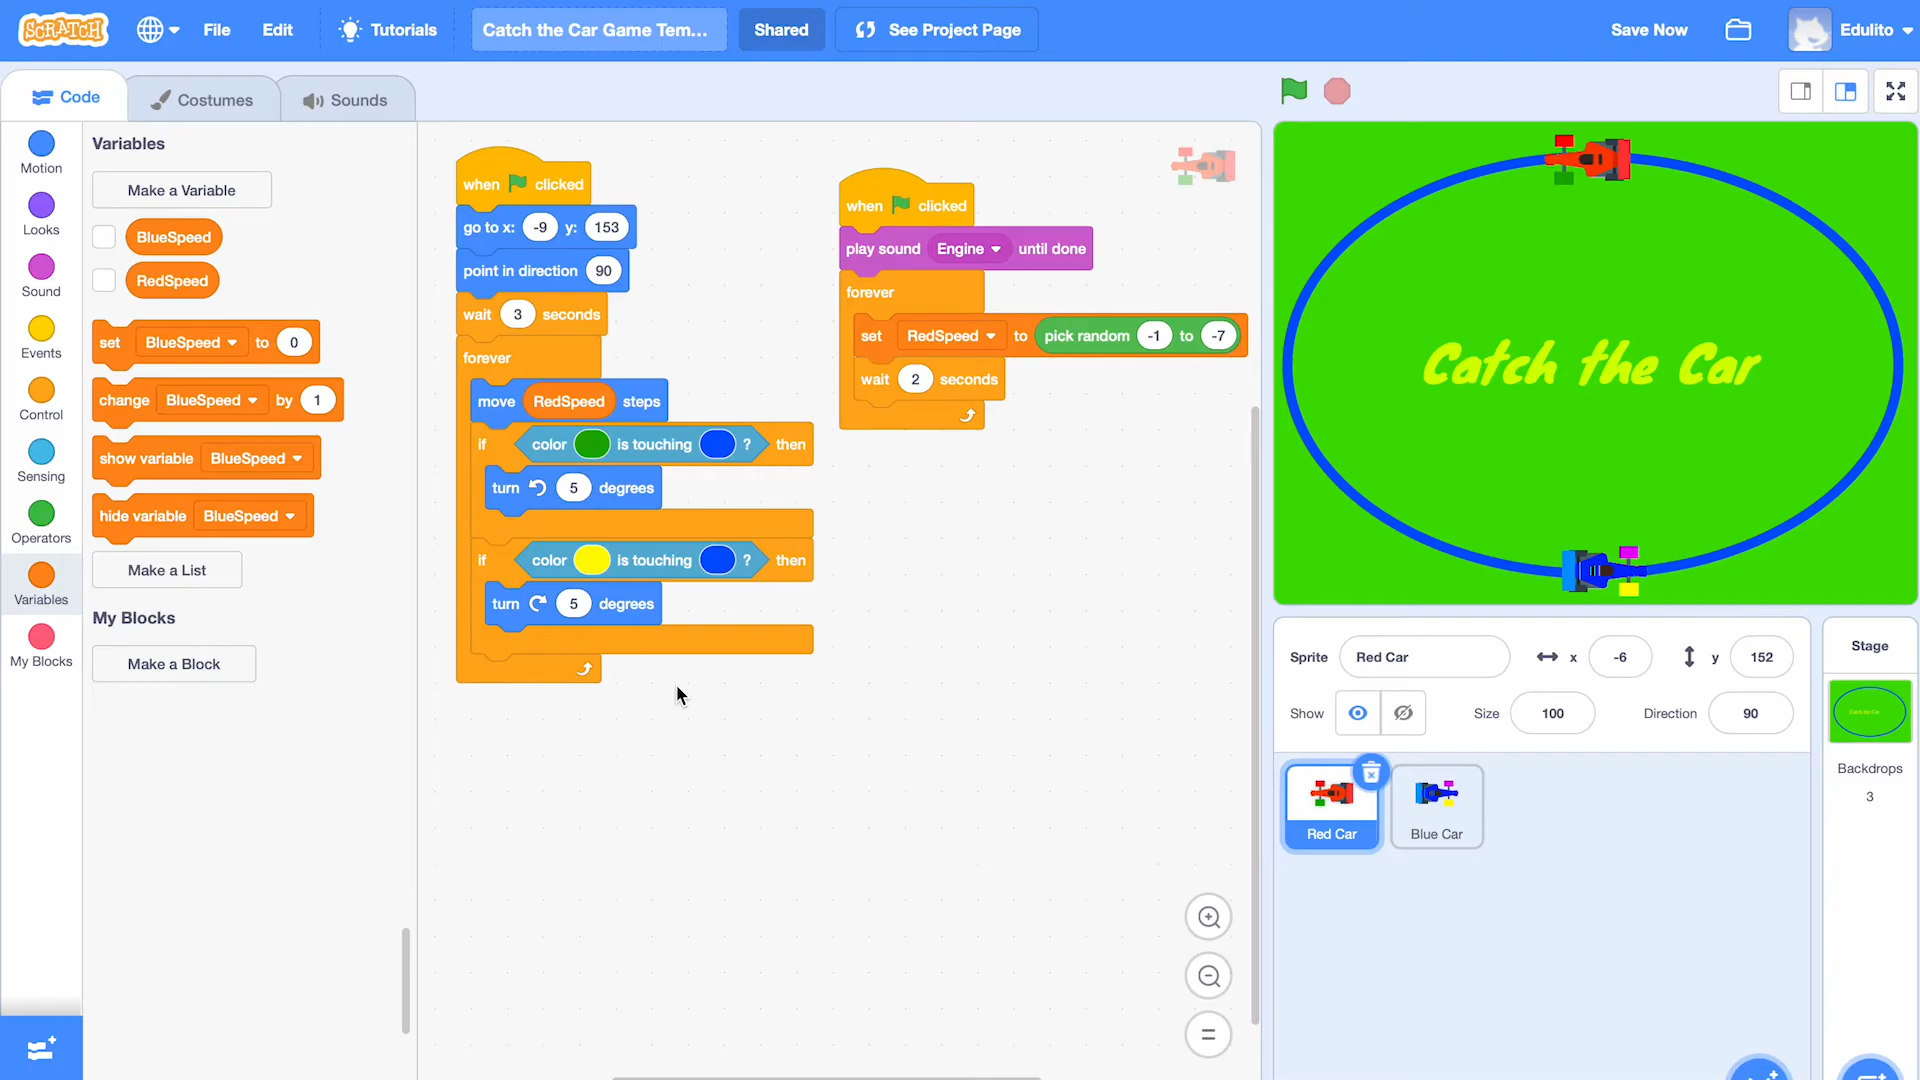 SCRATCH File Edit Tutorials Catch the Car Game Tem... Shared See Project Page Save Now Edulito
Code Costumes Sounds
Motion
Looks
Sound
Events
Control
Sensing
Operators
Variables
My Blocks
Variables
Make a Variable
BlueSpeed
RedSpeed
set BlueSpeed to 0
change BlueSpeed by 1
show variable BlueSpeed
hide variable BlueSpeed
Make a List
My Blocks
Make a Block
when clicked
go to x: -9 y: 153
point in direction 90
wait 3 seconds
forever
move RedSpeed steps
if color is touching ? then
turn 5 degrees
if color is touching ? then
turn 5 degrees
when clicked
play sound Engine until done
forever
set RedSpeed to pick random -1 to -7
wait 2 seconds
Catch the Car
Sprite Red Car x -6 y 152
Show Size 100 Direction 90
Red Car
Blue Car
Stage
Catch the Car
Backdrops
3